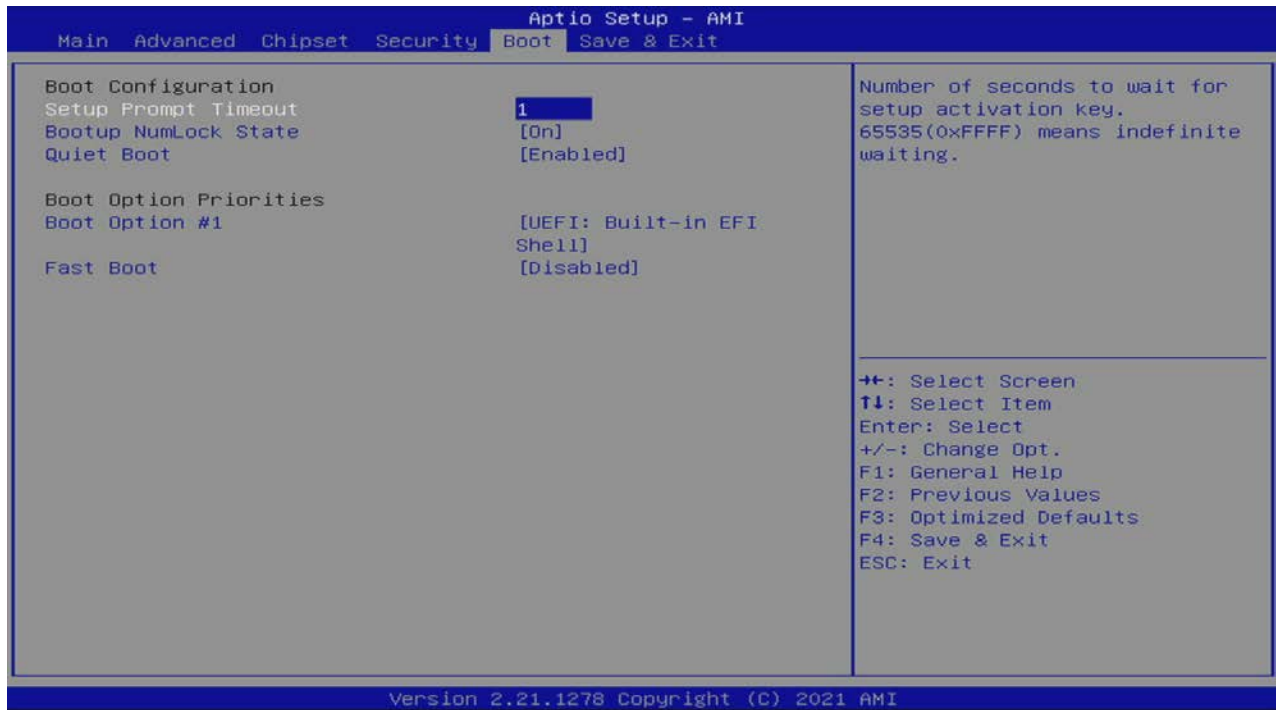 Aptio Setup – AMI
Main Advanced Chipset Security Boot Save & Exit
Boot Configuration
Setup Prompt Timeout 1
Bootup NumLock State [On]
Quiet Boot [Enabled]
Boot Option Priorities
Boot Option #1 [UEFI: Built-in EFI
Shell]
Fast Boot [Disabled]
Number of seconds to wait for
setup activation key.
65535(0xFFFF) means indefinite
waiting.
→←: Select Screen
↑↓: Select Item
Enter: Select
+/-: Change Opt.
F1: General Help
F2: Previous Values
F3: Optimized Defaults
F4: Save & Exit
ESC: Exit
Version 2.21.1278 Copyright (C) 2021 AMI